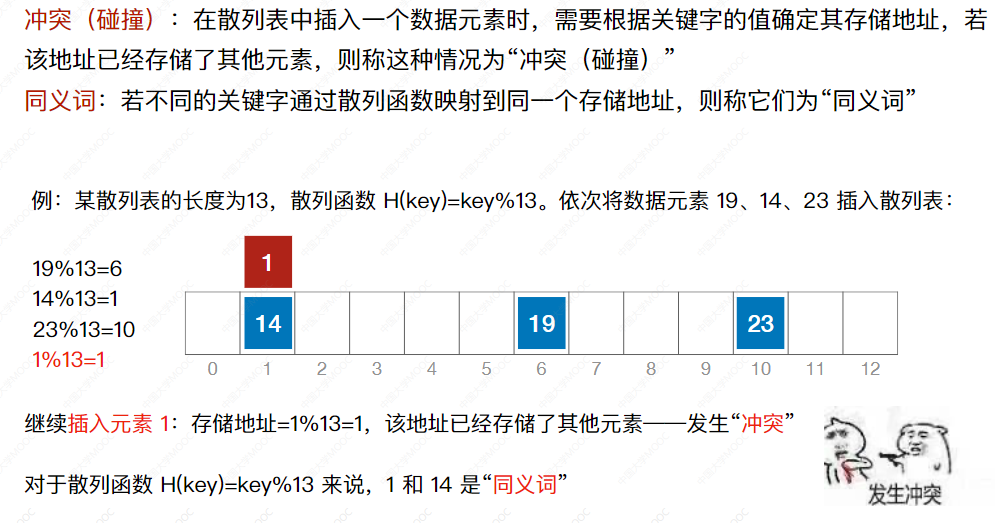 冲突（碰撞）：在散列表中插入一个数据元素时，需要根据关键字的值确定其存储地址，若
该地址已经存储了其他元素，则称这种情况为“冲突（碰撞）”
同义词：若不同的关键字通过散列函数映射到同一个存储地址，则称它们为“同义词”
例：某散列表的长度为13，散列函数 H(key)=key%13。依次将数据元素 19、14、23 插入散列表：
19%13=6
14%13=1
23%13=10
1%13=1
1
14 19 23
0 1 2 3 4 5 6 7 8 9 10 11 12
继续插入元素 1：存储地址=1%13=1，该地址已经存储了其他元素——发生“冲突”
对于散列函数 H(key)=key%13 来说，1 和 14 是“同义词”
发生冲突